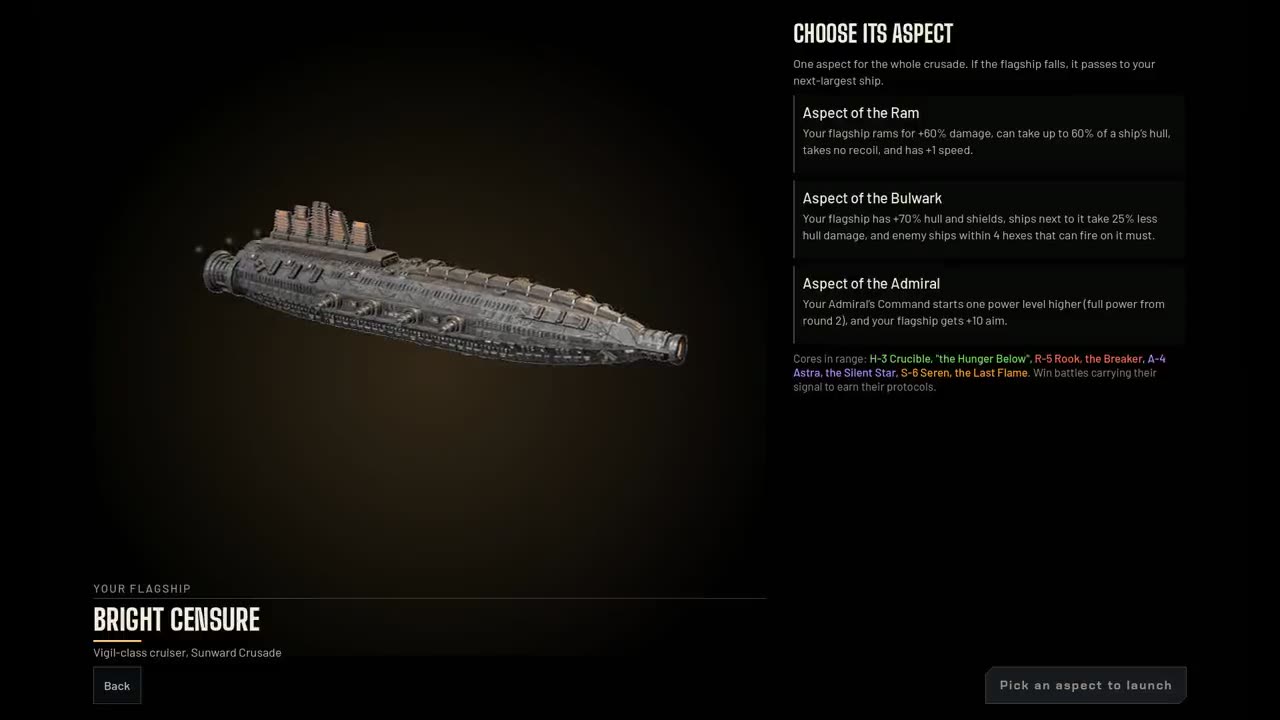 CHOOSE ITS ASPECT
One aspect for the whole crusade. If the flagship falls, it passes to your
next-largest ship.
Aspect of the Ram
Your flagship rams for +60% damage, can take up to 60% of a ship's hull,
takes no recoil, and has +1 speed.
Aspect of the Bulwark
Your flagship has +70% hull and shields, ships next to it take 25% less
hull damage, and enemy ships within 4 hexes that can fire on it must.
Aspect of the Admiral
Your Admiral's Command starts one power level higher (full power from
round 2), and your flagship gets +10 aim.
Cores in range: H-3 Crucible, "the Hunger Below", R-5 Rook, the Breaker, A-4
Astra, the Silent Star, S-6 Seren, the Last Flame. Win battles carrying their
signal to earn their protocols.
YOUR FLAGSHIP
BRIGHT CENSURE
Vigil-class cruiser, Sunward Crusade
Back
Pick an aspect to launch